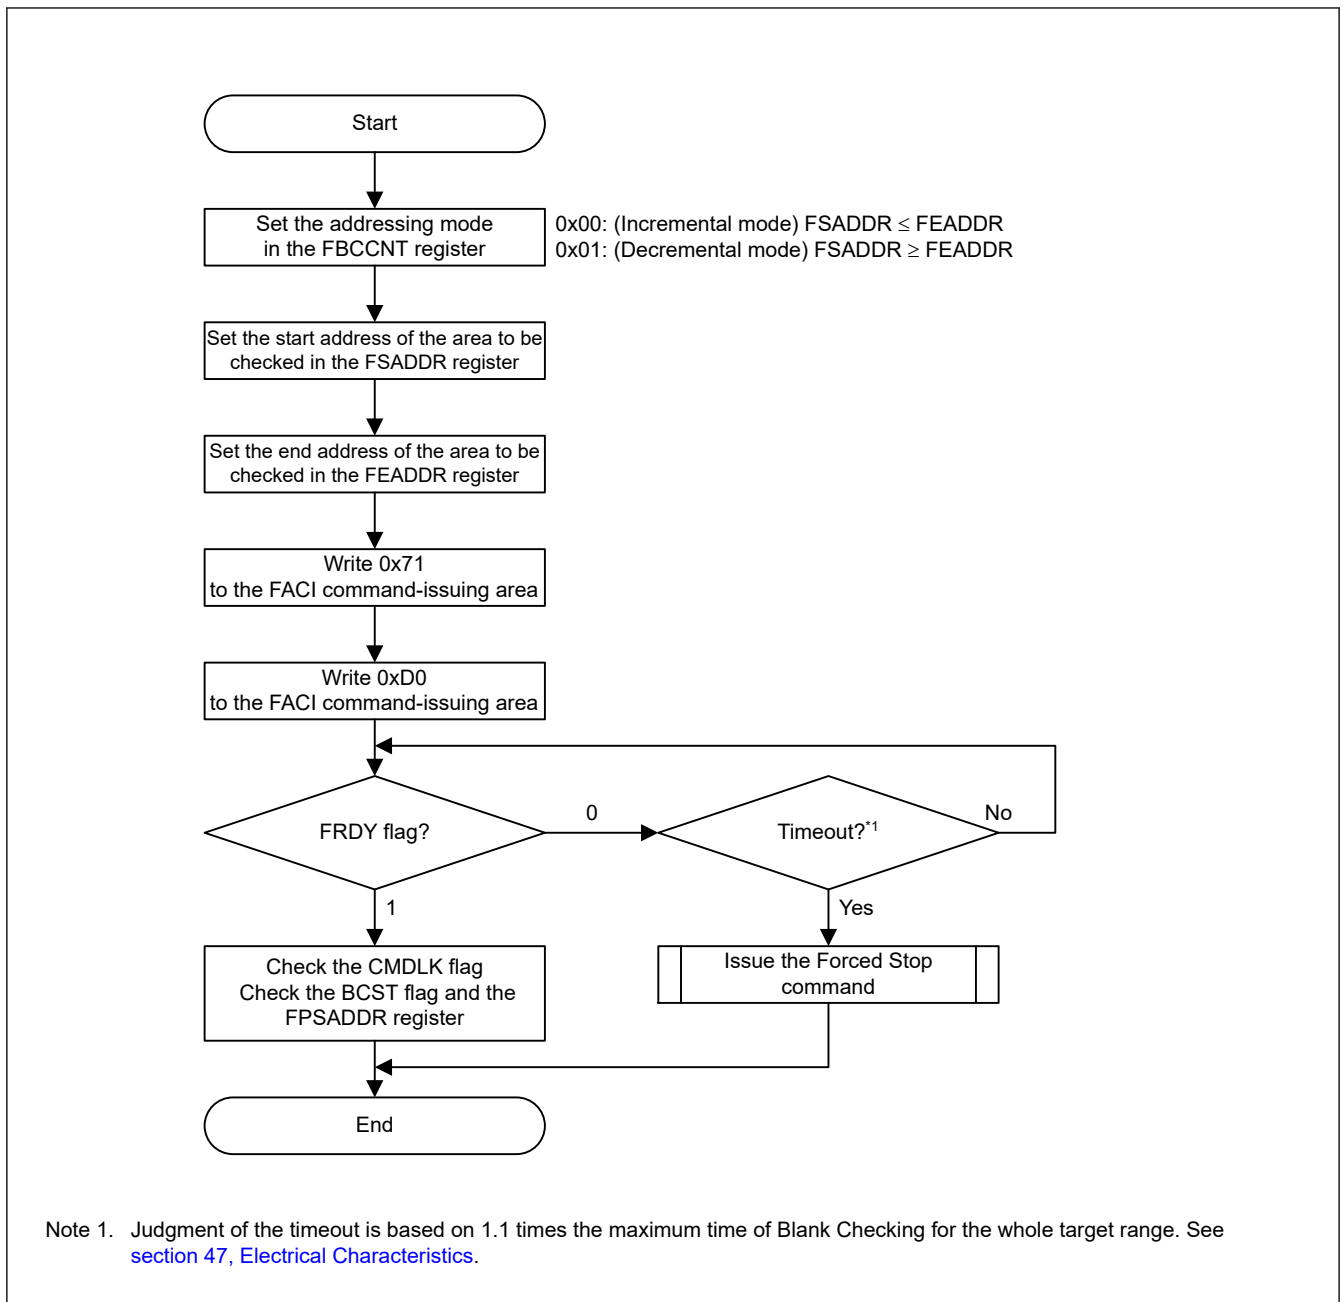 Start
Set the addressing mode
in the FBCCNT register
0x00: (Incremental mode) FSADDR ≤ FEADDR
0x01: (Decremental mode) FSADDR ≥ FEADDR
Set the start address of the area to be
checked in the FSADDR register
Set the end address of the area to be
checked in the FEADDR register
Write 0x71
to the FACI command-issuing area
Write 0xD0
to the FACI command-issuing area
FRDY flag?
0
Timeout?*1
No
1
Yes
Check the CMDLK flag
Check the BCST flag and the
FPSADDR register
Issue the Forced Stop
command
End
Note 1. Judgment of the timeout is based on 1.1 times the maximum time of Blank Checking for the whole target range. See
section 47, Electrical Characteristics.